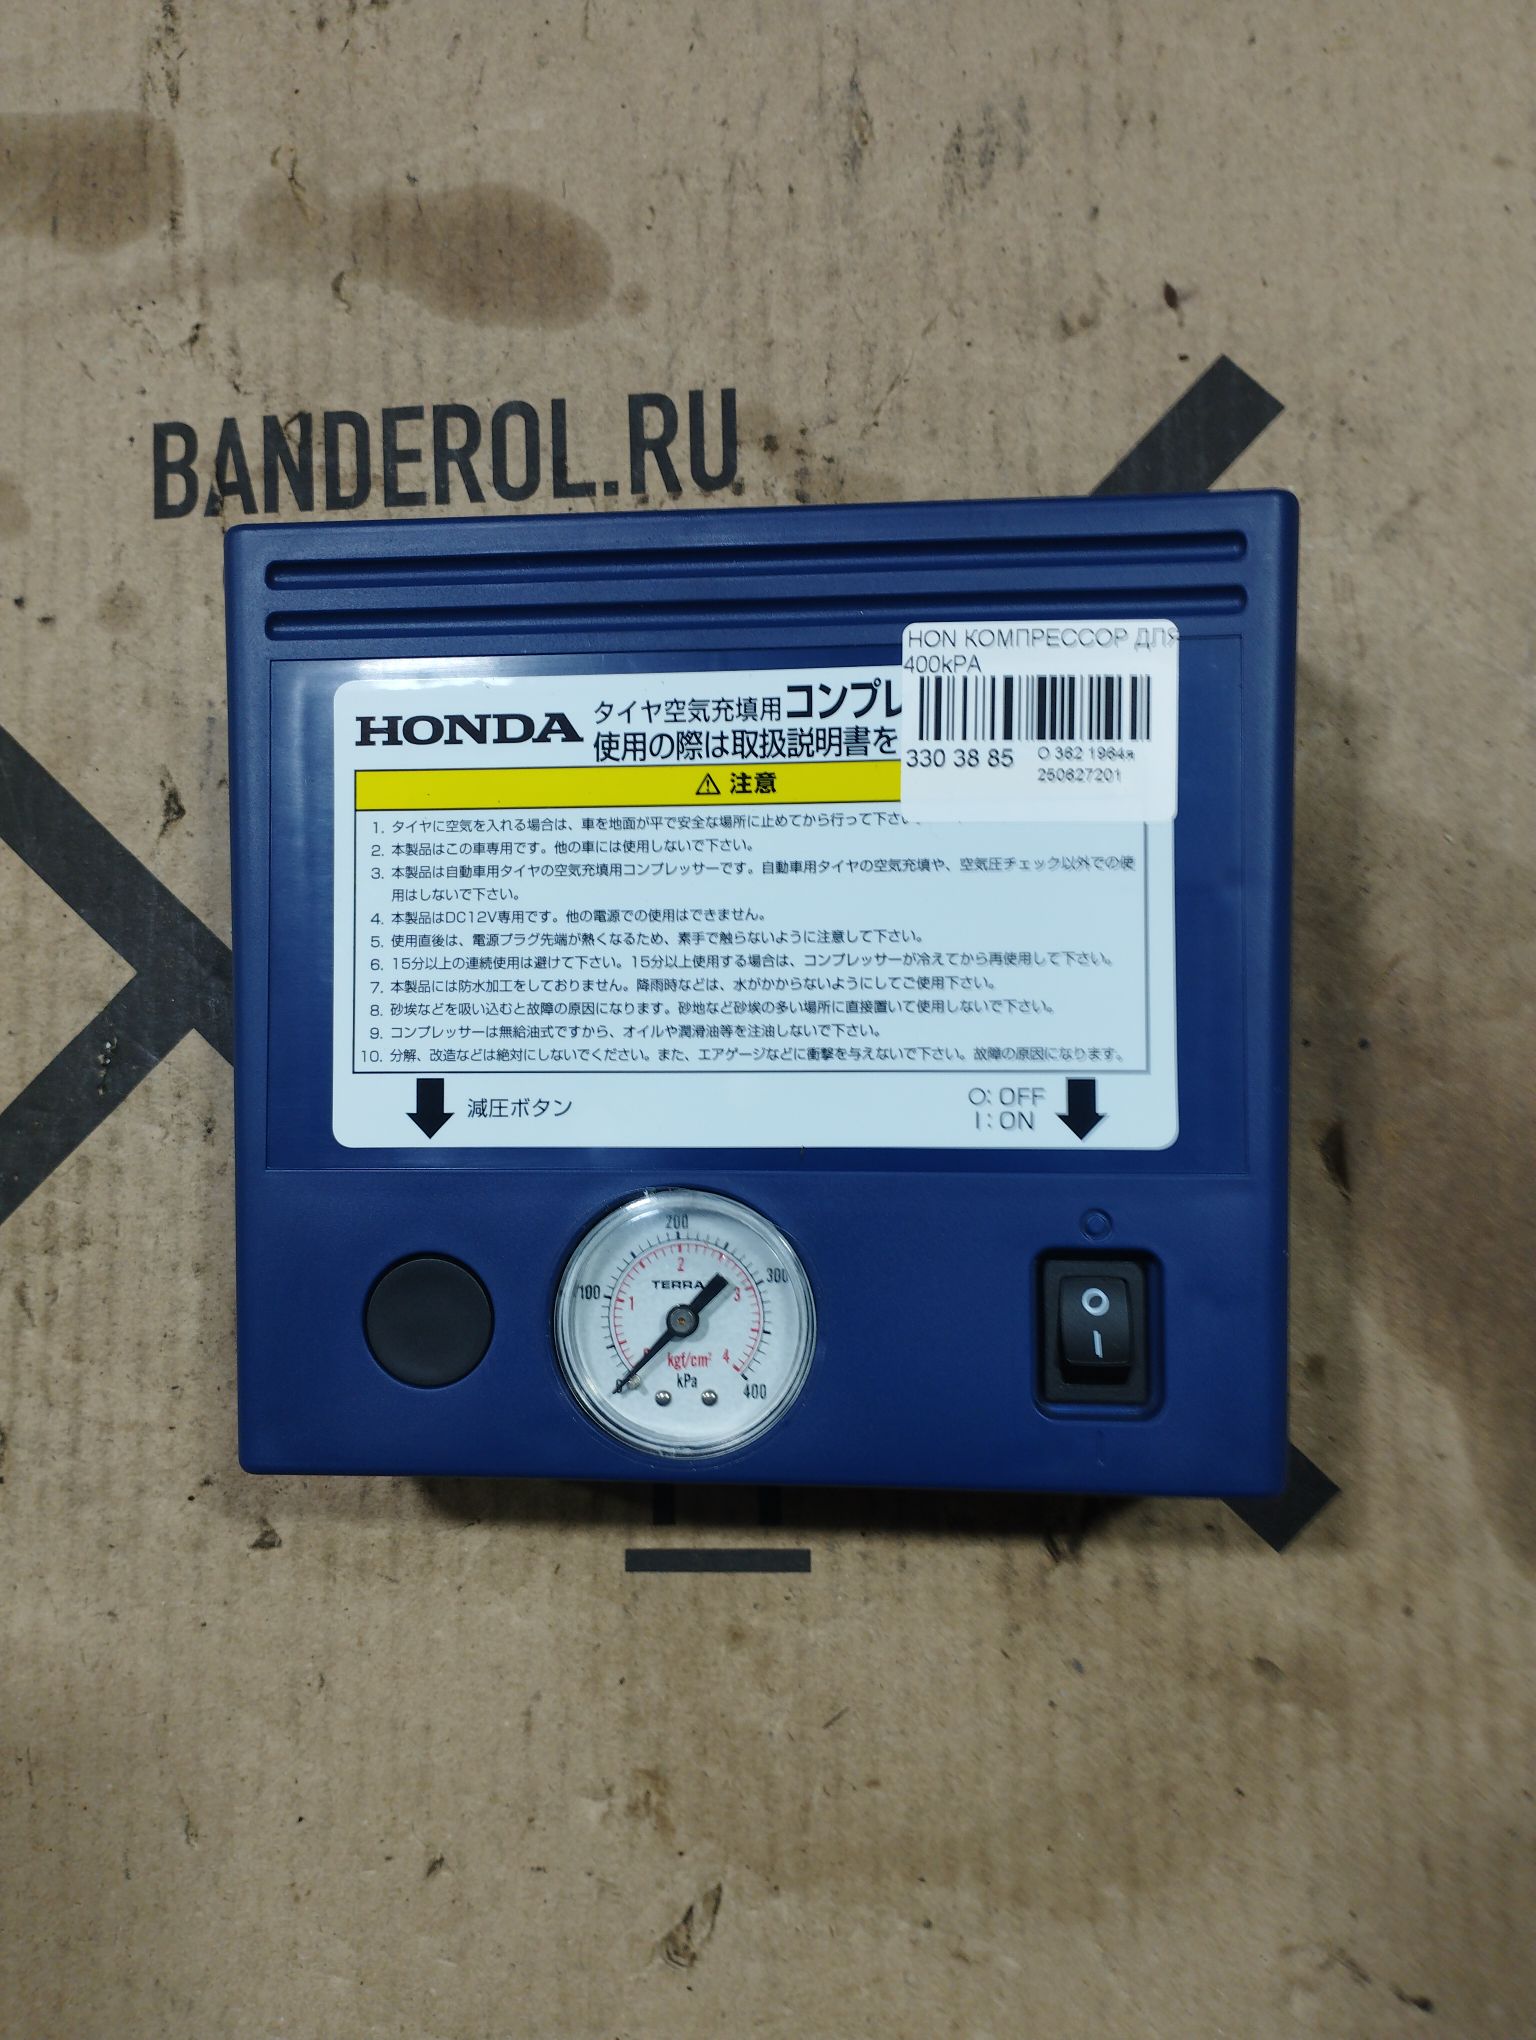 BANDEROL.RU
HON КОМПРЕССОР ДЛЯ
400kPA
330 38 85
О 362 1964я
250627201
HONDA
タイヤ空気充填用コンプレ
使用の際は取扱説明書を
⚠ 注意
1. タイヤに空気を入れる場合は、車を地面が平で安全な場所に止めてから行って下さい
2. 本製品はこの車専用です。他の車には使用しないで下さい。
3. 本製品は自動車用タイヤの空気充填用コンプレッサーです。自動車用タイヤの空気充填や、空気圧チェック以外での使
用はしないで下さい。
4. 本製品はDC12V専用です。他の電源での使用はできません。
5. 使用直後は、電源プラグ先端が熱くなるため、素手で触らないように注意して下さい。
6. 15分以上の連続使用は避けて下さい。15分以上使用する場合は、コンプレッサーが冷えてから再使用して下さい。
7. 本製品には防水加工をしておりません。降雨時などは、水がかからないようにしてご使用下さい。
8. 砂埃などを吸い込むと故障の原因になります。砂地など砂埃の多い場所に直接置いて使用しないで下さい。
9. コンプレッサーは無給油式ですから、オイルや潤滑油等を注油しないで下さい。
10. 分解、改造などは絶対にしないでください。また、エアゲージなどに衝撃を与えないで下さい。故障の原因になります。
減圧ボタン
O: OFF
I: ON
200
2
100
300
TERRA
1
3
0 kgf/cm² 4
kPa
0
400
O
I